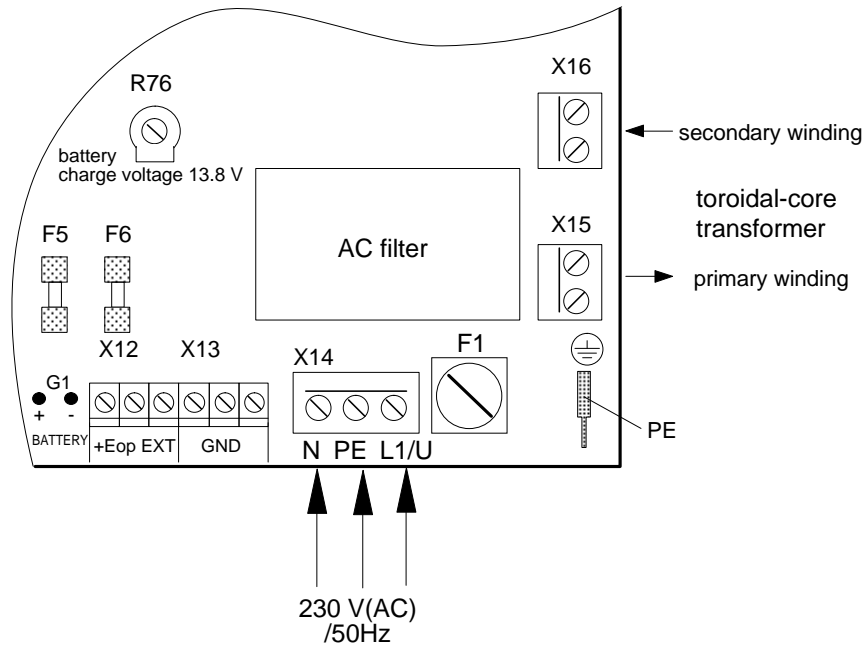 X16
R76
secondary winding
battery
charge voltage 13.8 V
toroidal-core
transformer
X15
F5
F6
AC filter
primary winding
X12
X13
X14
F1
G1
+
-
BATTERY
+Eop EXT
GND
N
PE
L1/U
PE
230 V(AC)
/50Hz